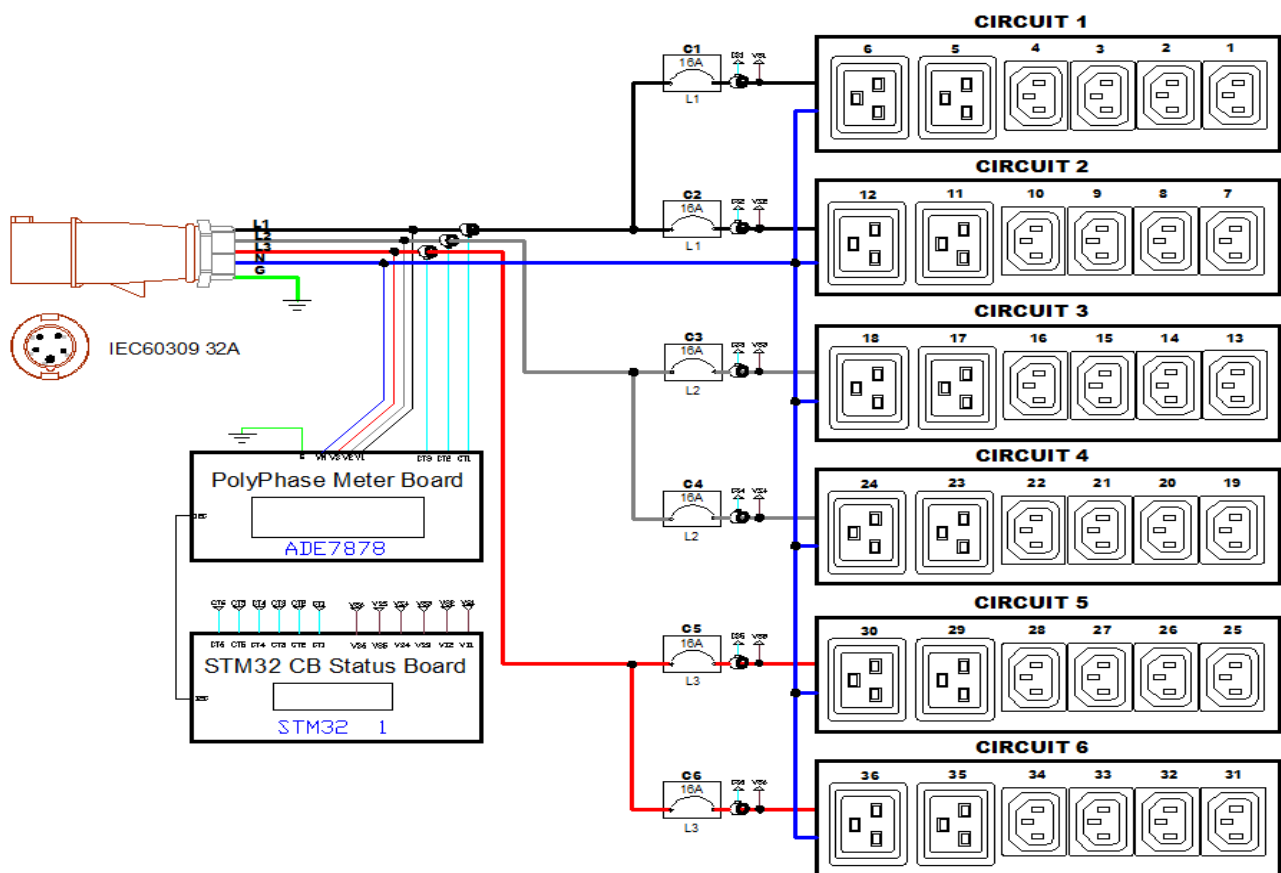 CIRCUIT 1
6 5 4 3 2 1
C1
16A
L1
CIRCUIT 2
12 11 10 9 8 7
C2
16A
L1
L1
L2
L3
N
G
IEC60309 32A
CIRCUIT 3
18 17 16 15 14 13
C3
16A
L2
CIRCUIT 4
24 23 22 21 20 19
C4
16A
L2
PolyPhase Meter Board
ADE7878
CT3 CT2 CT1
CIRCUIT 5
30 29 28 27 26 25
C5
16A
L3
STM32 CB Status Board
STM32 1
CIRCUIT 6
36 35 34 33 32 31
C6
16A
L3